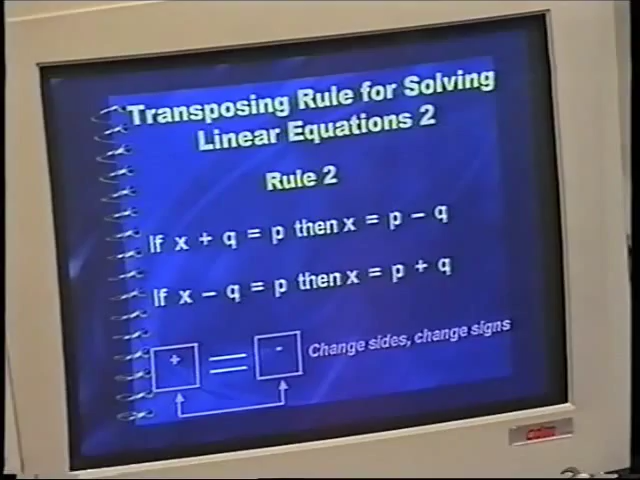 Transposing Rule for Solving
Linear Equations 2
Rule 2
If x + q = p then x = p − q
If x − q = p then x = p + q
+ = - Change sides, change signs